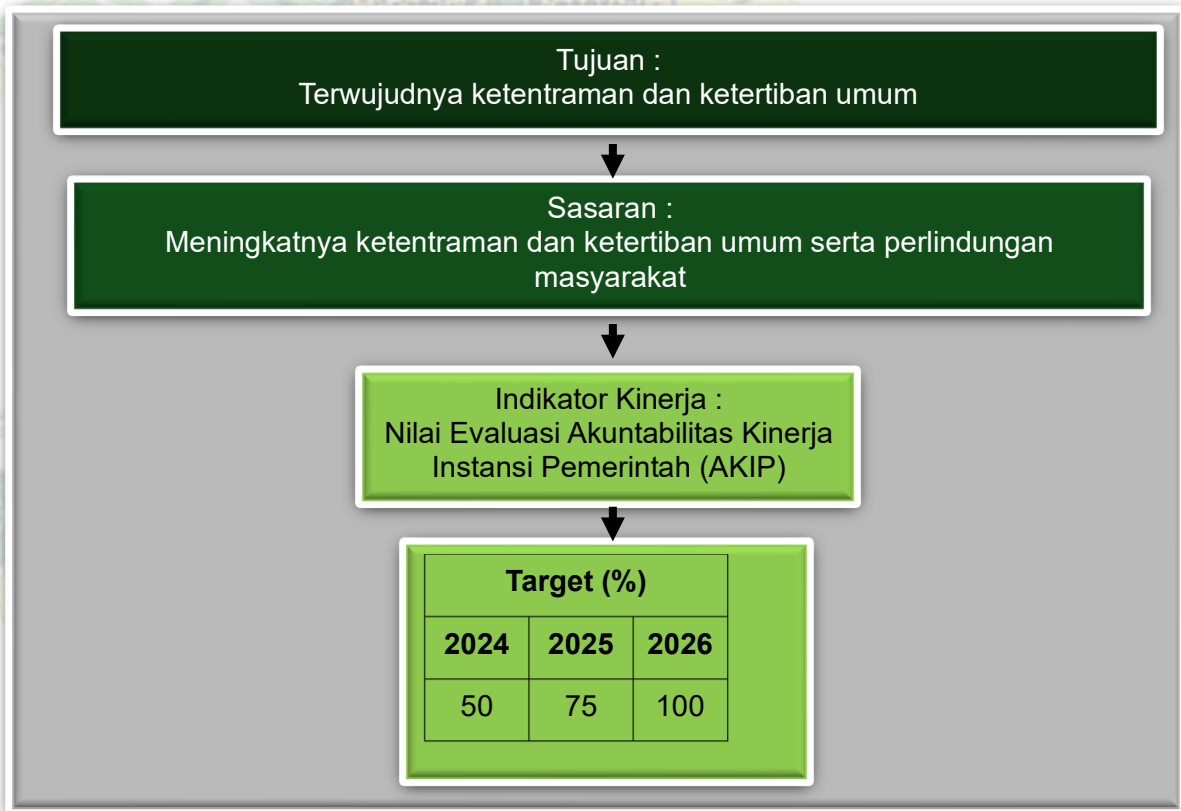 Tujuan :
Terwujudnya ketentraman dan ketertiban umum
Sasaran :
Meningkatnya ketentraman dan ketertiban umum serta perlindungan
masyarakat
Indikator Kinerja :
Nilai Evaluasi Akuntabilitas Kinerja
Instansi Pemerintah (AKIP)
Target (%)
2024 2025 2026
50 75 100